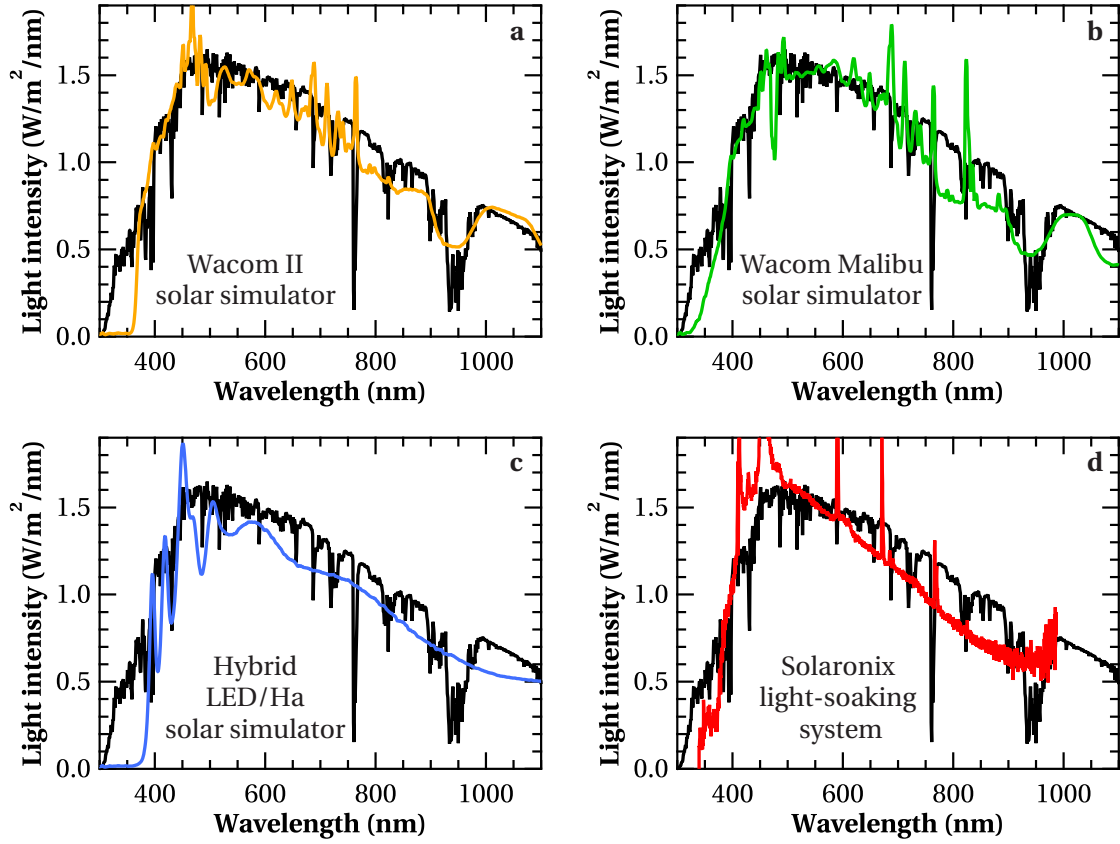 a
Light intensity (W/m²/nm)
1.5
1.0
0.5
0.0
Wacom II
solar simulator
400 600 800 1000
Wavelength (nm)
b
Light intensity (W/m²/nm)
1.5
1.0
0.5
0.0
Wacom Malibu
solar simulator
400 600 800 1000
Wavelength (nm)
c
Light intensity (W/m²/nm)
1.5
1.0
0.5
0.0
Hybrid
LED/Ha
solar simulator
400 600 800 1000
Wavelength (nm)
d
Light intensity (W/m²/nm)
1.5
1.0
0.5
0.0
Solaronix
light-soaking
system
400 600 800 1000
Wavelength (nm)